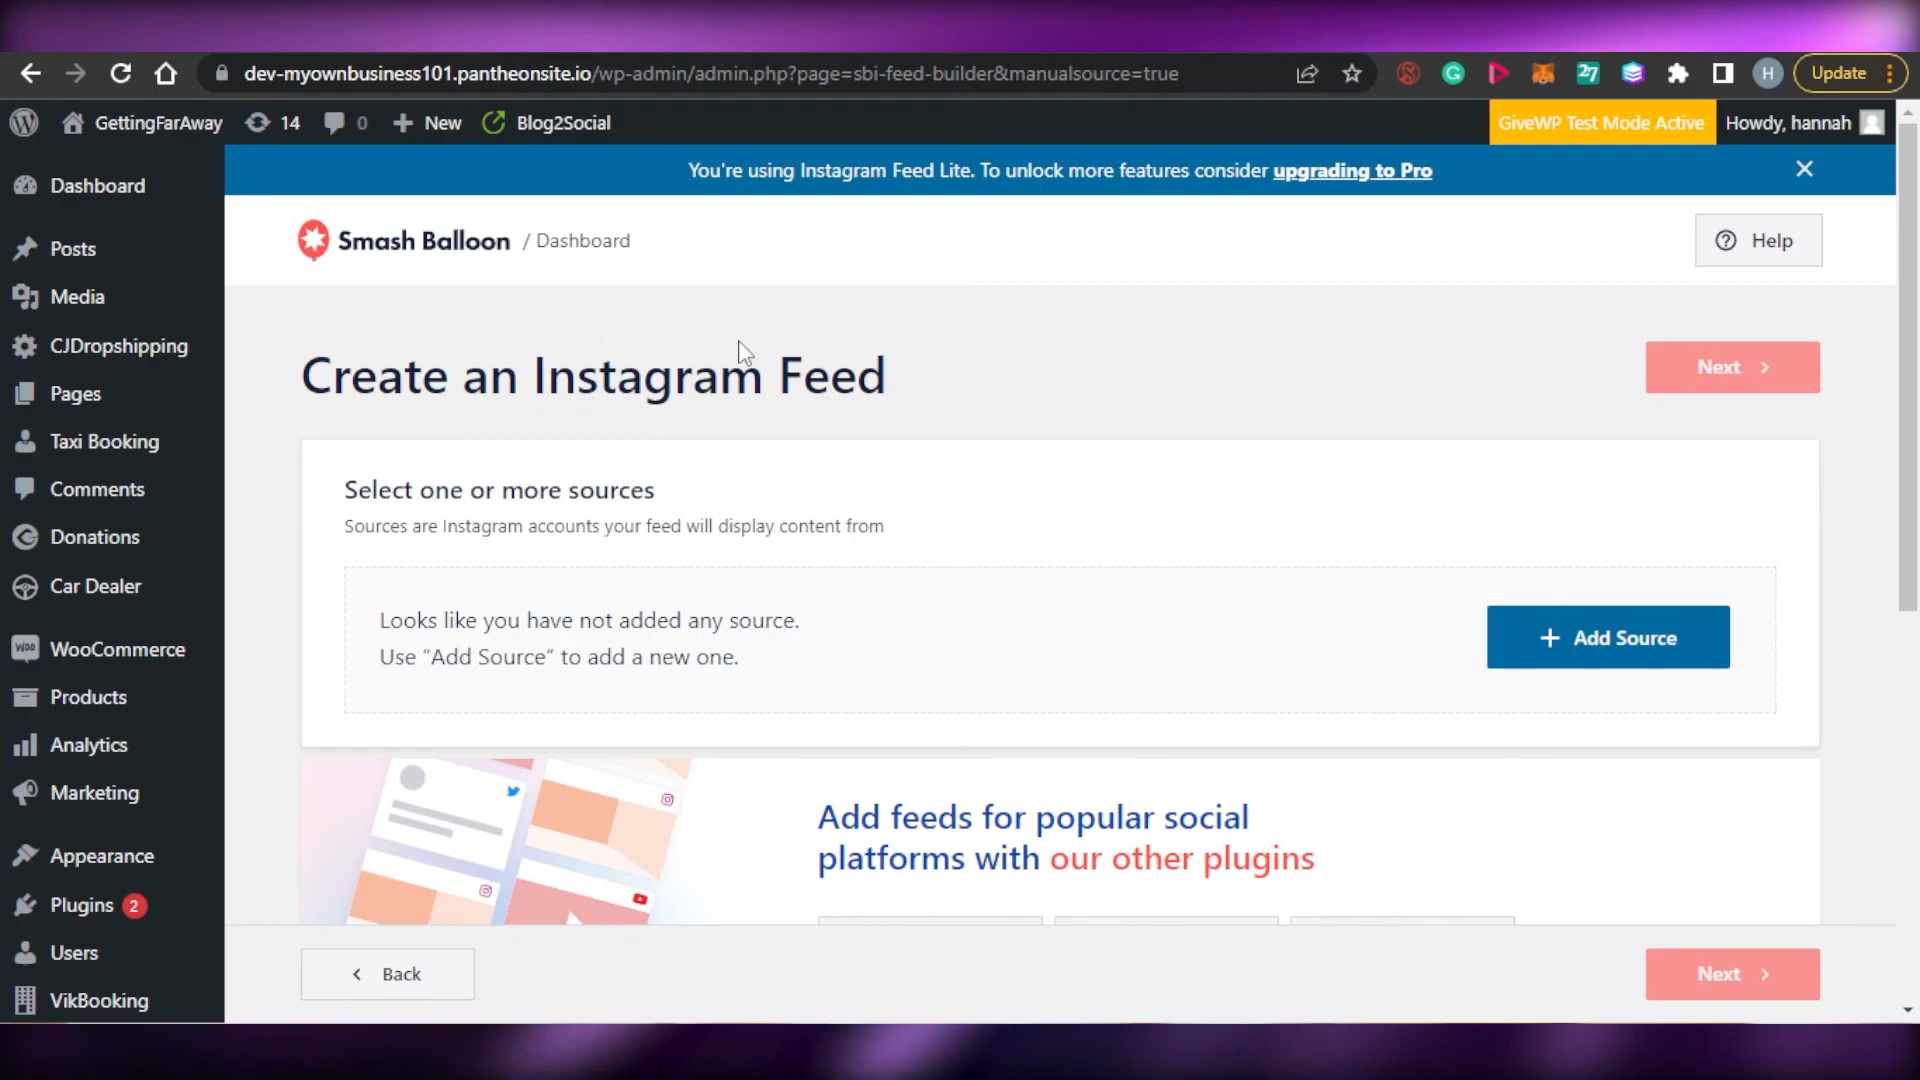 dev-myownbusiness101.pantheonsite.io/wp-admin/admin.php?page=sbi-feed-builder&manualsource=true
27
H
Update
GettingFarAway
14
0
New
Blog2Social
GiveWP Test Mode Active
Howdy, hannah
You're using Instagram Feed Lite. To unlock more features consider upgrading to Pro
Dashboard
Posts
Media
CJDropshipping
Pages
Taxi Booking
Comments
Donations
Car Dealer
WooCommerce
Products
Analytics
Marketing
Appearance
Plugins 2
Users
VikBooking
Smash Balloon / Dashboard
Help
Create an Instagram Feed
Next
Select one or more sources
Sources are Instagram accounts your feed will display content from
Looks like you have not added any source.
Use “Add Source” to add a new one.
+ Add Source
Add feeds for popular social
platforms with our other plugins
Back
Next